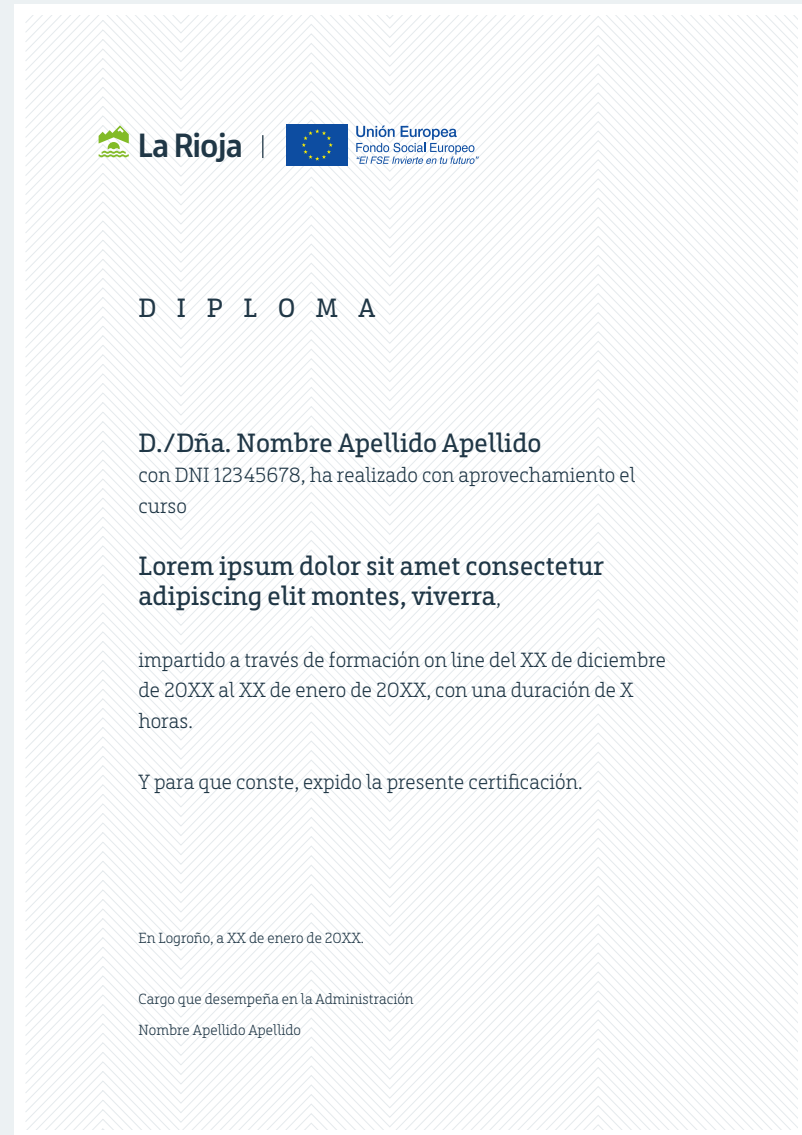 La Rioja
Unión Europea
Fondo Social Europeo
“El FSE Invierte en tu futuro”
DIPLOMA
D./Dña. Nombre Apellido Apellido
con DNI 12345678, ha realizado con aprovechamiento el
curso
Lorem ipsum dolor sit amet consectetur
adipiscing elit montes, viverra,
impartido a través de formación on line del XX de diciembre
de 20XX al XX de enero de 20XX, con una duración de X
horas.
Y para que conste, expido la presente certificación.
En Logroño, a XX de enero de 20XX.
Cargo que desempeña en la Administración
Nombre Apellido Apellido